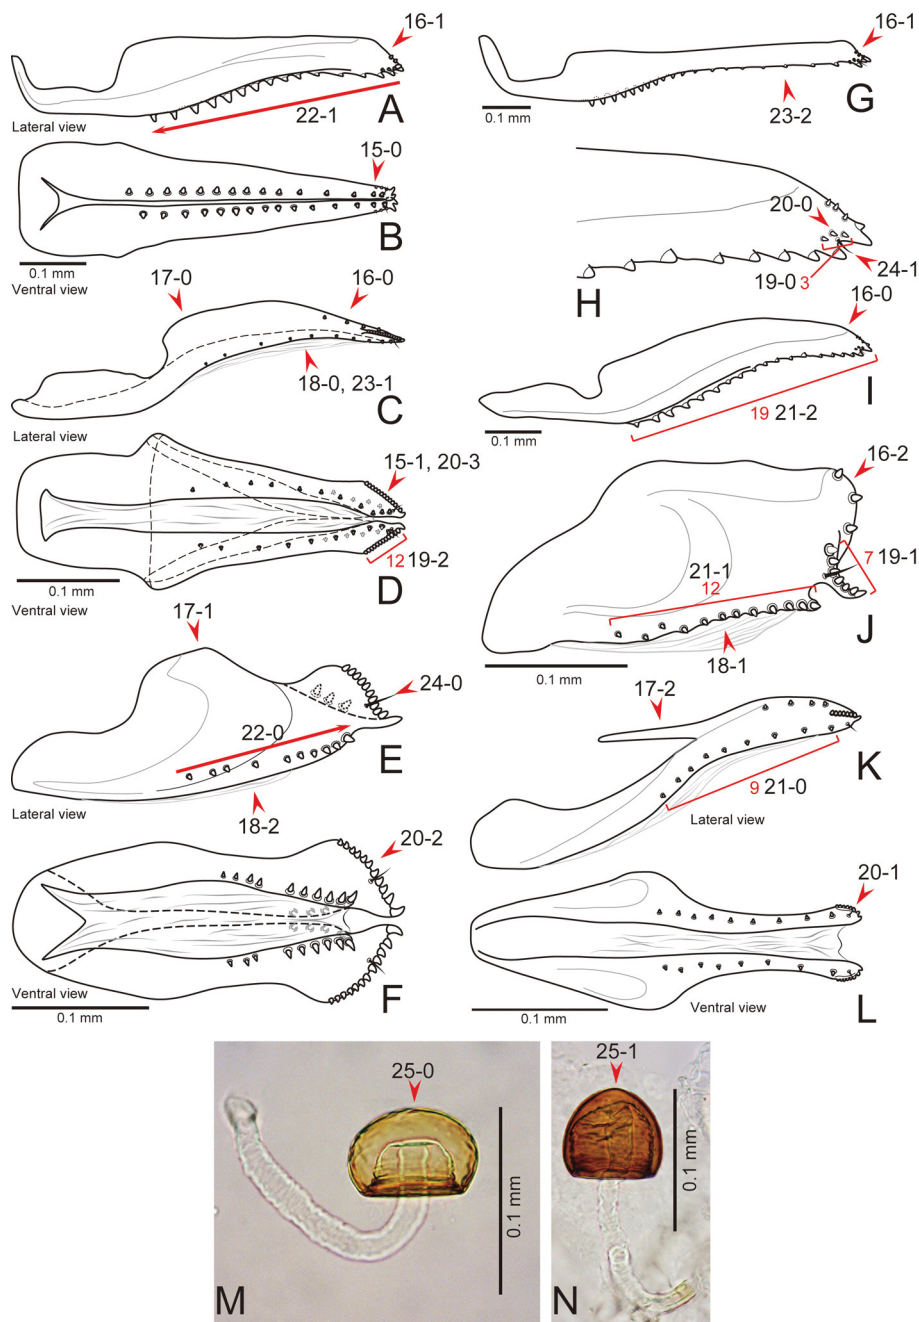 16-1
22-1
A
Lateral view
15-0
B
0.1 mm
Ventral view
17-0
16-0
18-0, 23-1
C
Lateral view
15-1, 20-3
12 19-2
0.1 mm
D
Ventral view
17-1
24-0
22-0
E
Lateral view
18-2
20-2
Ventral view
F
0.1 mm
16-1
0.1 mm
23-2
G
20-0
19-0 3
24-1
H
16-0
I
0.1 mm
19 21-2
16-2
21-1
12
7 19-1
J
18-1
0.1 mm
17-2
9 21-0
K
Lateral view
20-1
0.1 mm
Ventral view
L
25-0
0.1 mm
M
25-1
0.1 mm
N